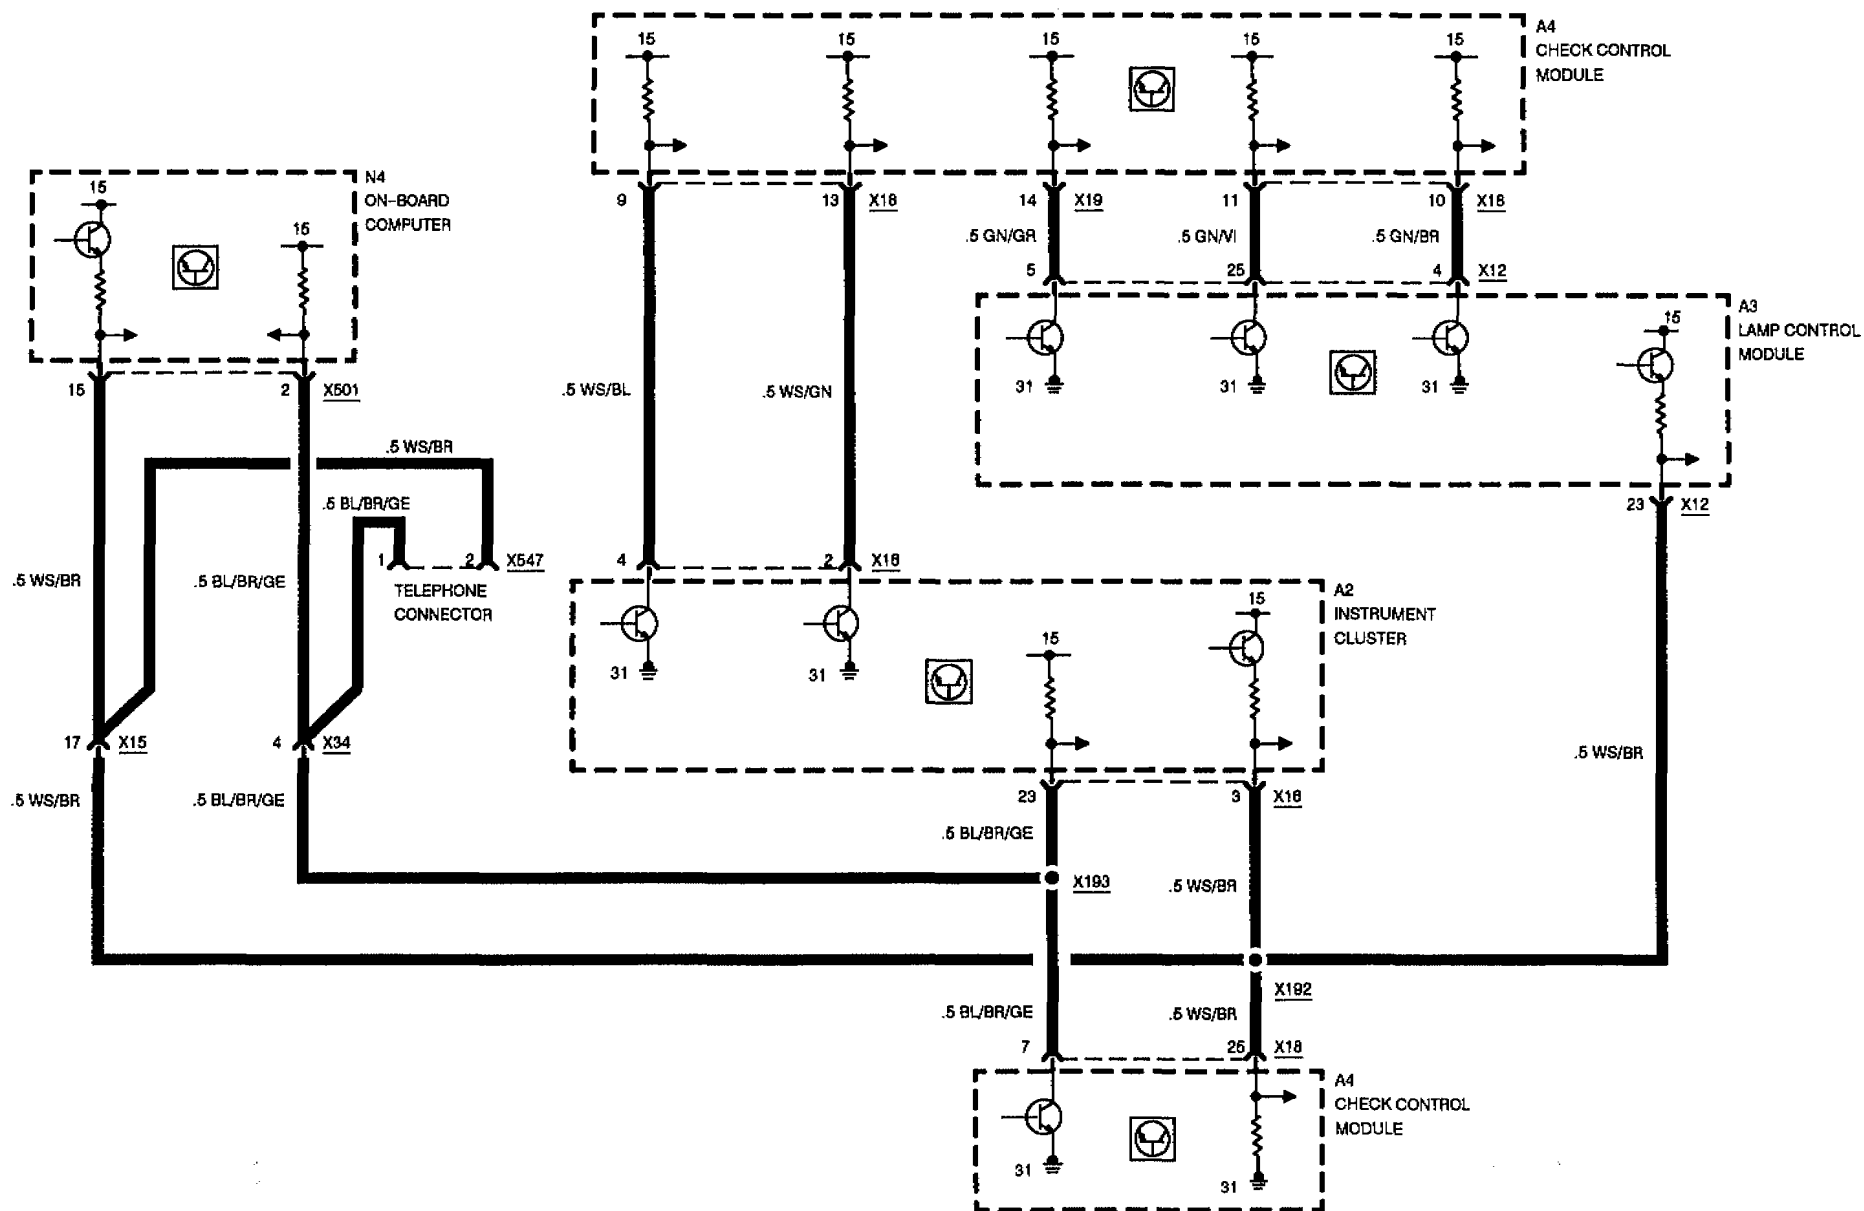 A4
CHECK CONTROL
MODULE
15
15
15
15
15
N4
ON-BOARD
COMPUTER
15
15
9
13
X18
14
X19
11
10
X18
.5 GN/GR
.5 GN/VI
.5 GN/BR
5
25
4
X12
A3
LAMP CONTROL
MODULE
15
31
31
31
15
2
X501
.5 WS/BL
.5 WS/GN
.5 WS/BR
.5 BL/BR/GE
23
X12
1
2
X547
TELEPHONE
CONNECTOR
4
2
X16
.5 WS/BR
.5 BL/BR/GE
A2
INSTRUMENT
CLUSTER
15
15
31
31
17
X15
4
X34
.5 WS/BR
.5 WS/BR
.5 BL/BR/GE
23
3
X16
.5 BL/BR/GE
X193
.5 WS/BR
X192
.5 BL/BR/GE
.5 WS/BR
7
25
X18
A4
CHECK CONTROL
MODULE
31
31